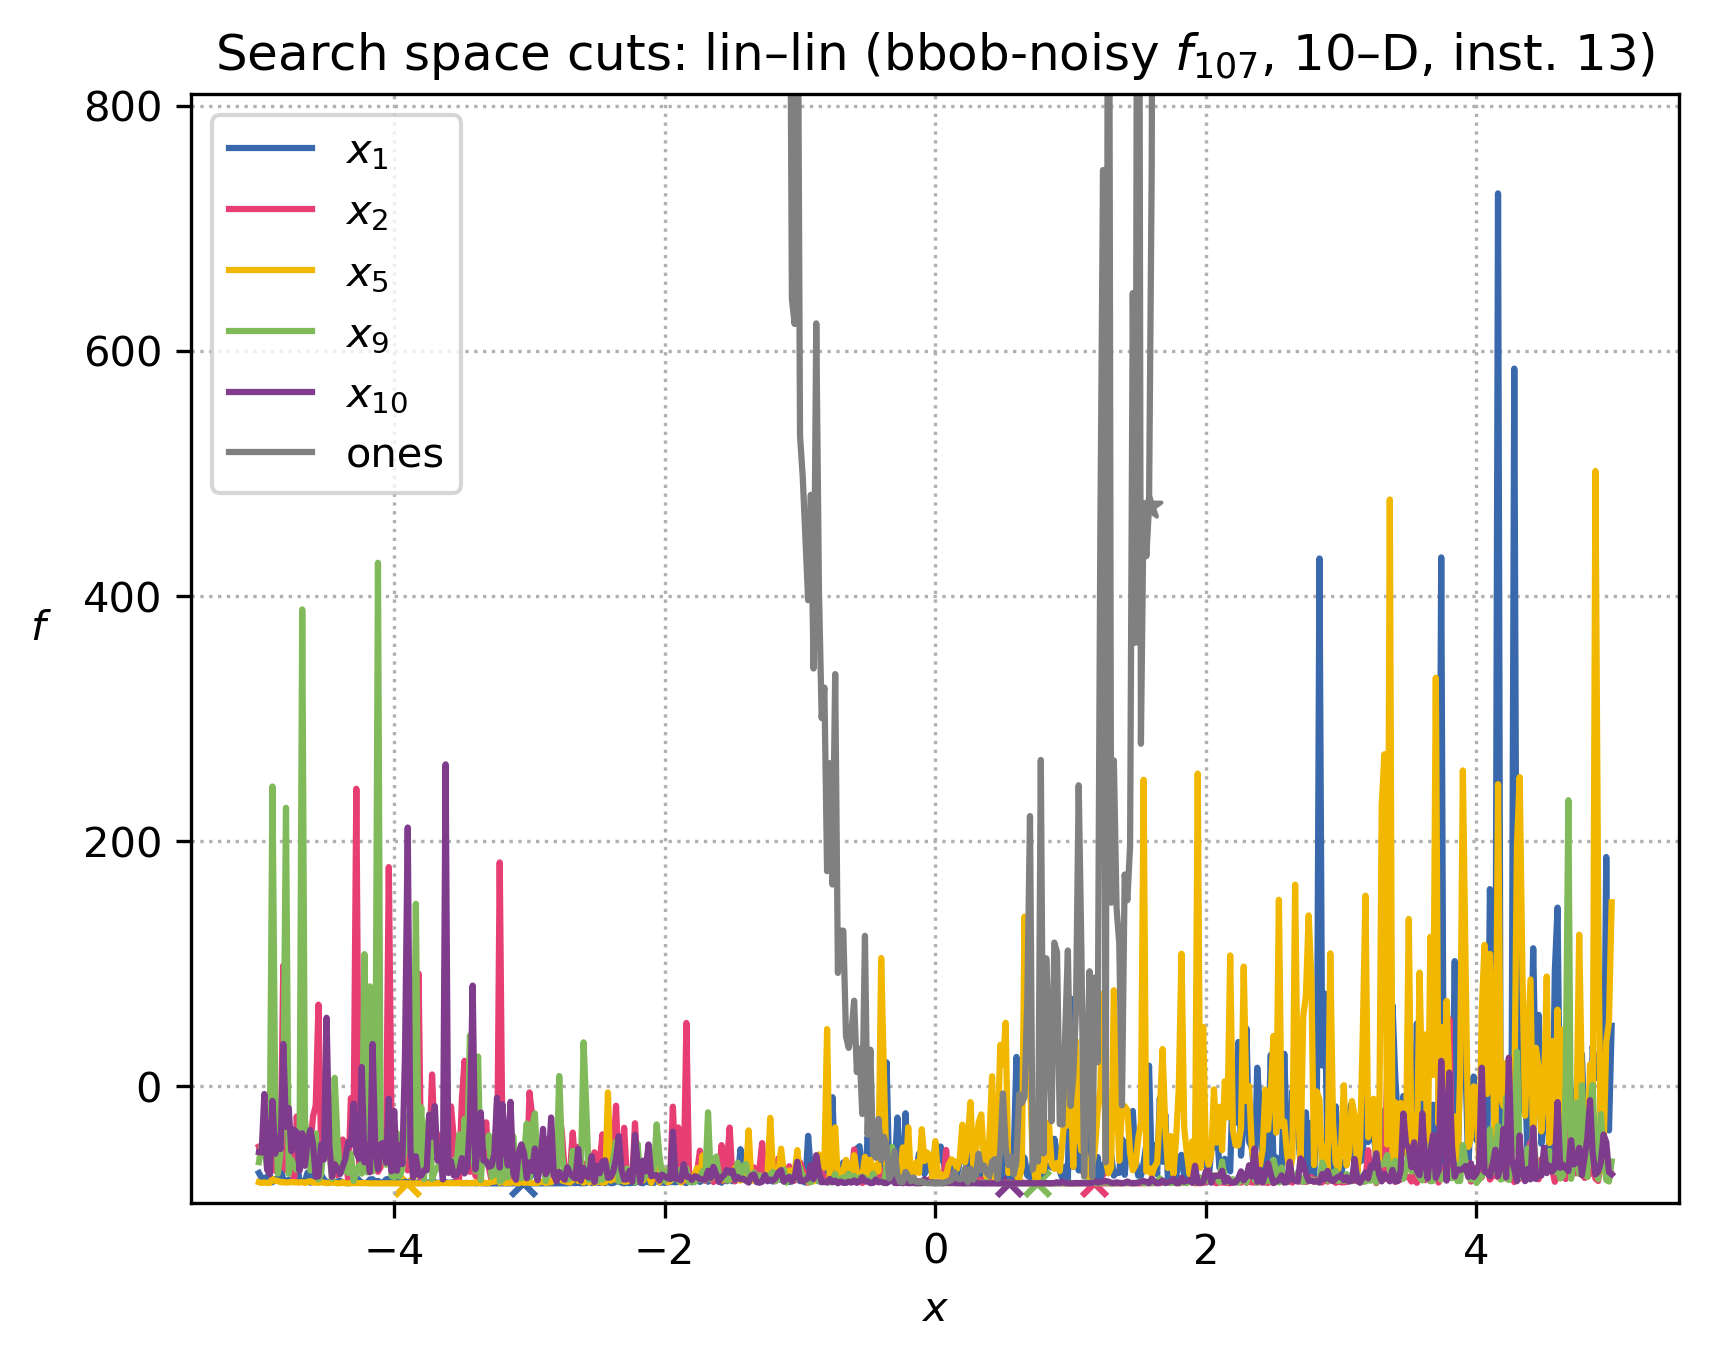 Search space cuts: lin–lin (bbob-noisy f₁₀₇, 10–D, inst. 13)
800
600
400
200
0
f
x₁
x₂
x₅
x₉
x₁₀
ones
−4
−2
0
2
4
x